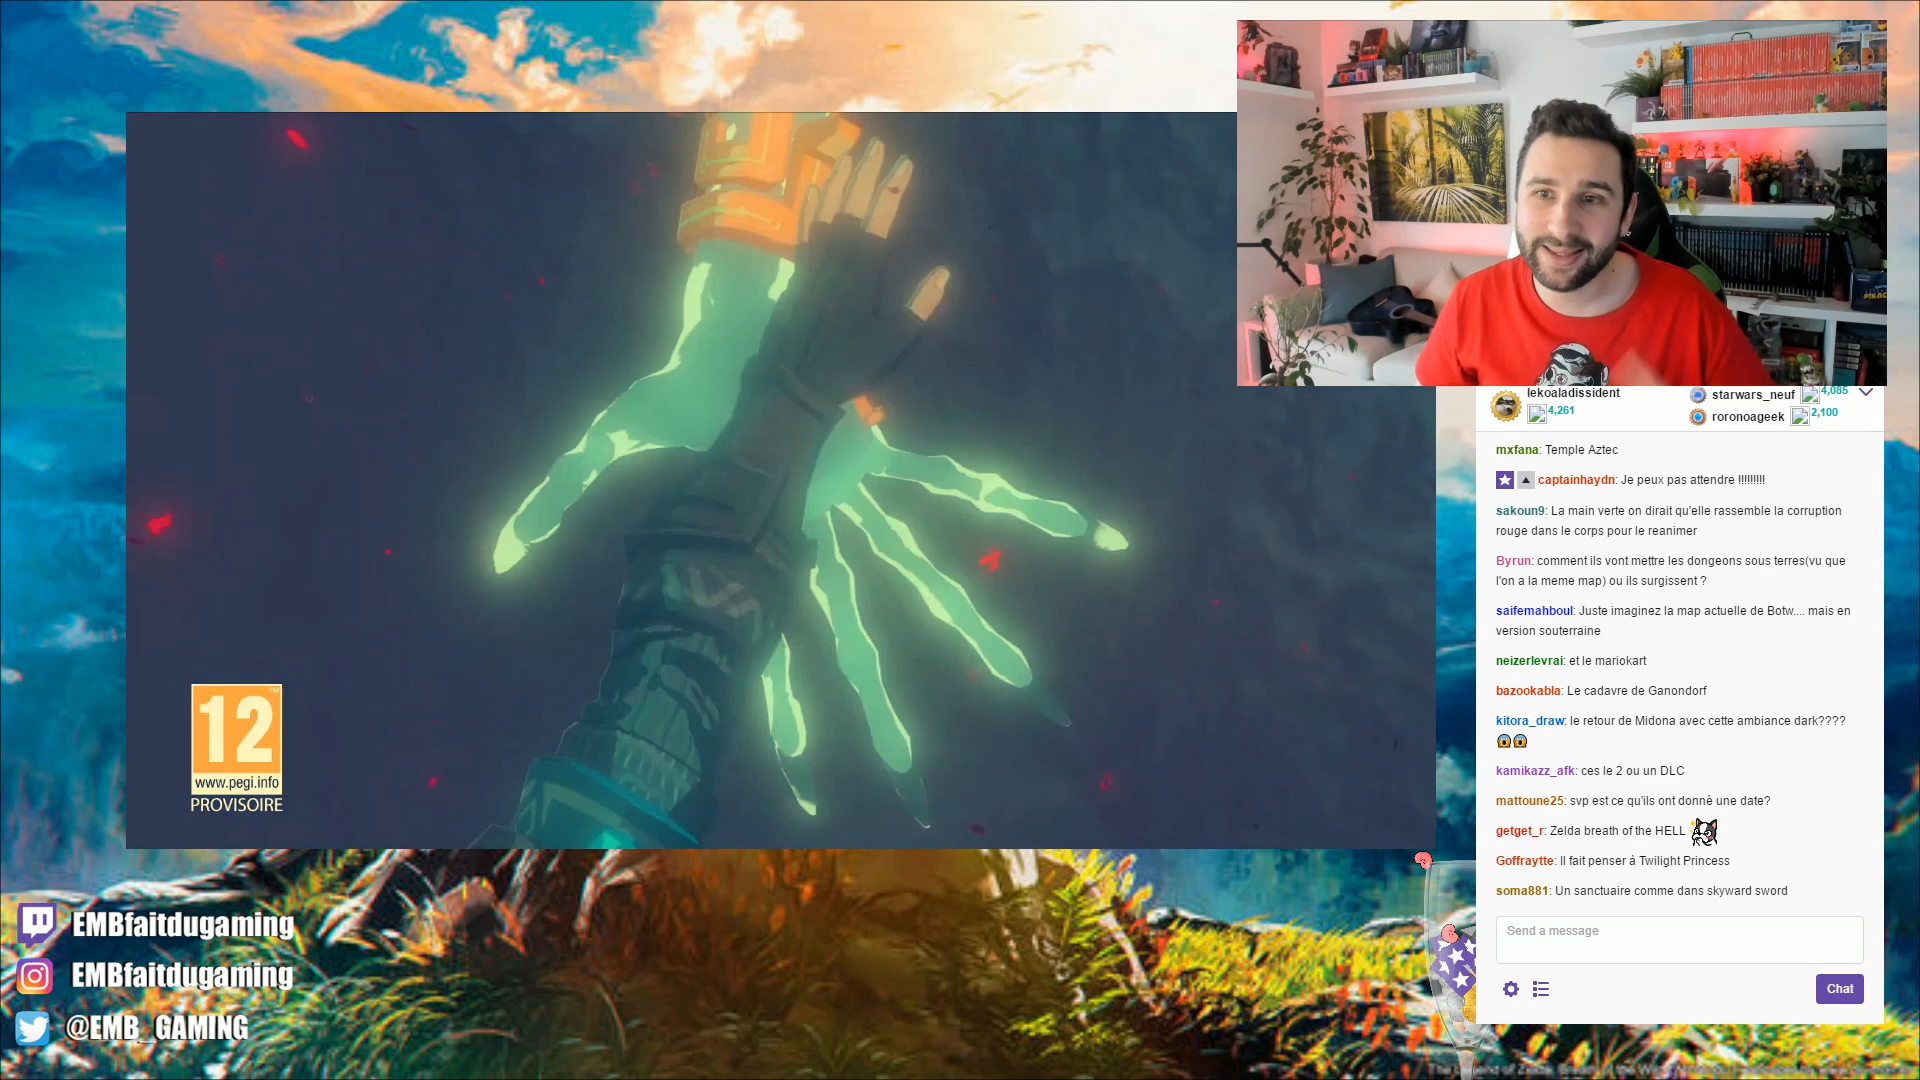 lekoaladissident
4,261
starwars_neuf 4,085
roronoageek 2,100
mxfana: Temple Aztec
captainhaydn: Je peux pas attendre !!!!!!!!!
sakoun9: La main verte on dirait qu'elle rassemble la corruption
rouge dans le corps pour le reanimer
Byrun: comment ils vont mettre les dongeons sous terres(vu que
l'on a la meme map) ou ils surgissent ?
saifemahboul: Juste imaginez la map actuelle de Botw.... mais en
version souterraine
neizerlevrai: et le mariokart
bazookabla: Le cadavre de Ganondorf
kitora_draw: le retour de Midona avec cette ambiance dark????
kamikazz_afk: ces le 2 ou un DLC
mattoune25: svp est ce qu'ils ont donné une date?
getget_r: Zelda breath of the HELL
Goffraytte: Il fait penser à Twilight Princess
soma881: Un sanctuaire comme dans skyward sword
Send a message
Chat
12
TM
www.pegi.info
PROVISOIRE
EMBfaitdugaming
EMBfaitdugaming
@EMB_GAMING